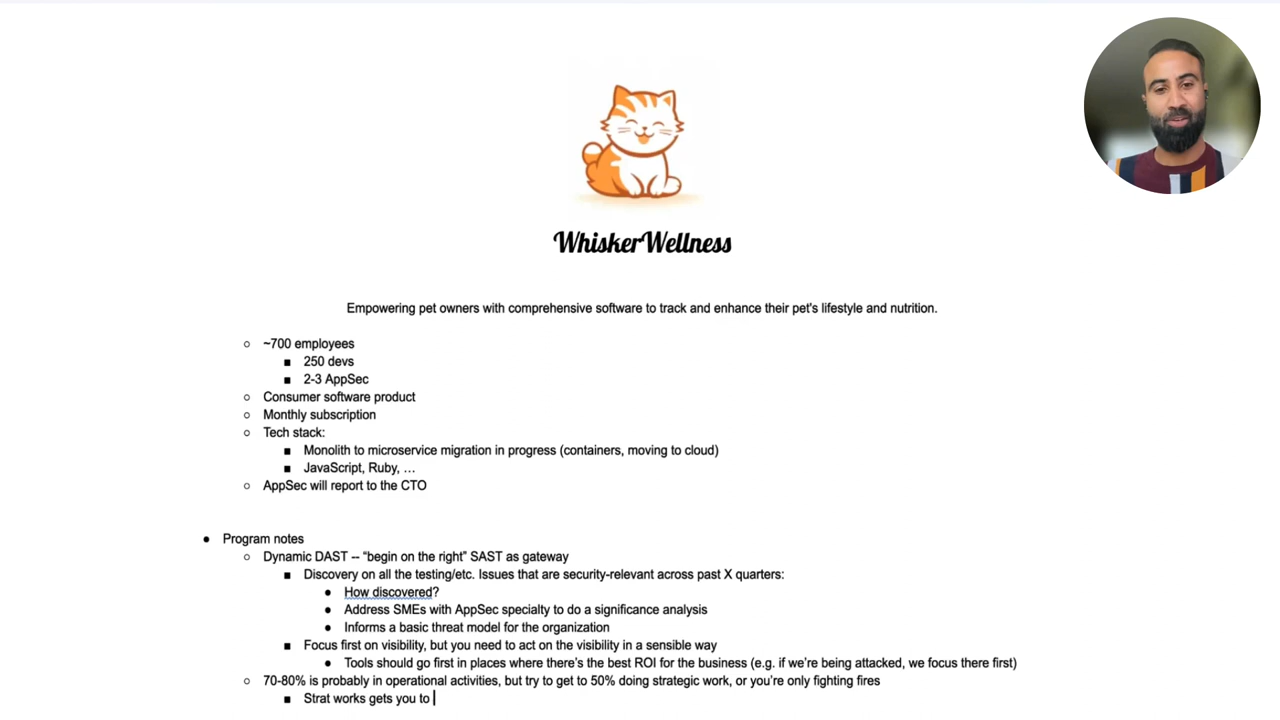 WhiskerWellness
Empowering pet owners with comprehensive software to track and enhance their pet's lifestyle and nutrition.
○ ~700 employees
■ 250 devs
■ 2-3 AppSec
○ Consumer software product
○ Monthly subscription
○ Tech stack:
■ Monolith to microservice migration in progress (containers, moving to cloud)
■ JavaScript, Ruby, …
○ AppSec will report to the CTO
● Program notes
○ Dynamic DAST -- “begin on the right” SAST as gateway
■ Discovery on all the testing/etc. Issues that are security-relevant across past X quarters:
● How discovered?
● Address SMEs with AppSec specialty to do a significance analysis
● Informs a basic threat model for the organization
■ Focus first on visibility, but you need to act on the visibility in a sensible way
● Tools should go first in places where there’s the best ROI for the business (e.g. if we’re being attacked, we focus there first)
○ 70-80% is probably in operational activities, but try to get to 50% doing strategic work, or you’re only fighting fires
■ Strat works gets you to